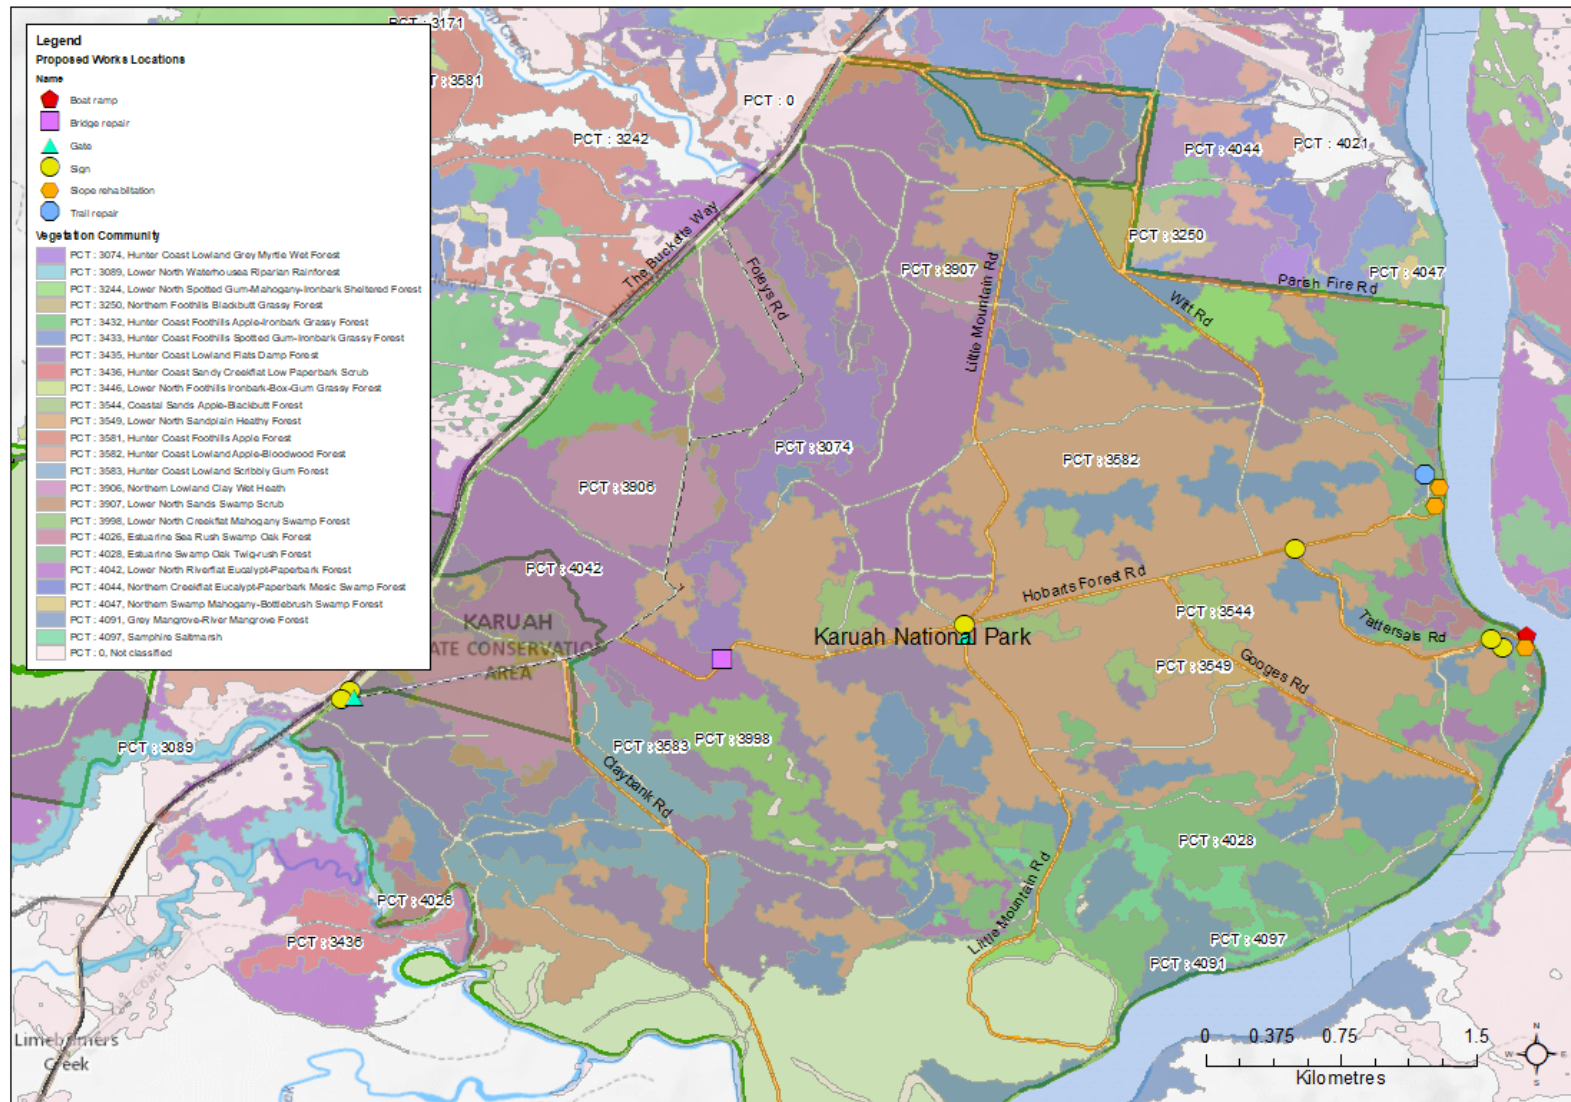 Legend
Proposed Works Locations
Name
Boat ramp
Bridge repair
Gate
Sign
Slope rehabilitation
Trail repair
Vegetation Community
PCT : 3074, Hunter Coast Lowland Grey Myrtle Wet Forest
PCT : 3089, Lower North Waterhousea Riparian Rainforest
PCT : 3244, Lower North Spotted Gum-Mahogany-Ironbark Sheltered Forest
PCT : 3250, Northern Foothills Blackbutt Grassy Forest
PCT : 3432, Hunter Coast Foothills Apple-Ironbark Grassy Forest
PCT : 3433, Hunter Coast Foothills Spotted Gum-Ironbark Grassy Forest
PCT : 3435, Hunter Coast Lowland Flats Damp Forest
PCT : 3436, Hunter Coast Sandy Creekflat Low Paperbark Scrub
PCT : 3446, Lower North Foothills Ironbark-Box-Gum Grassy Forest
PCT : 3544, Coastal Sands Apple-Blackbutt Forest
PCT : 3549, Lower North Sandplain Heathy Forest
PCT : 3581, Hunter Coast Foothills Apple Forest
PCT : 3582, Hunter Coast Lowland Apple-Bloodwood Forest
PCT : 3583, Hunter Coast Lowland Scribbly Gum Forest
PCT : 3906, Northern Lowland Clay Wet Heath
PCT : 3907, Lower North Sands Swamp Scrub
PCT : 3998, Lower North Creekflat Mahogany Swamp Forest
PCT : 4026, Estuarine Sea Rush Swamp Oak Forest
PCT : 4028, Estuarine Swamp Oak Twig-rush Forest
PCT : 4042, Lower North Riverflat Eucalypt-Paperbark Forest
PCT : 4044, Northern Creekflat Eucalypt-Paperbark Mesic Swamp Forest
PCT : 4047, Northern Swamp Mahogany-Bottlebrush Swamp Forest
PCT : 4091, Grey Mangrove-River Mangrove Forest
PCT : 4097, Samphire Saltmarsh
PCT : 0, Not classified
PCT : 3171
T : 3581
PCT : 0
PCT : 3242
PCT : 4044
PCT : 4021
The Bucketts Way
PCT : 3250
PCT : 4047
Foleys Rd
PCT : 3907
Little Mountain Rd
Parish Fire Rd
Witt Rd
PCT : 3074
PCT : 3582
PCT : 3906
PCT : 4042
Hobarts Forest Rd
PCT : 3544
KARUAH
ATE CONSERVATIO
AREA
Karuah National Park
Tattersals Rd
PCT : 3549
Googes Rd
PCT : 3089
PCT : 3583
PCT : 3998
Claybank Rd
PCT : 4028
PCT : 4026
Little Mountain Rd
PCT : 3436
PCT : 4097
PCT : 4091
Limeburners
Creek
0 0.375 0.75 1.5
Kilometres
N
W E
S